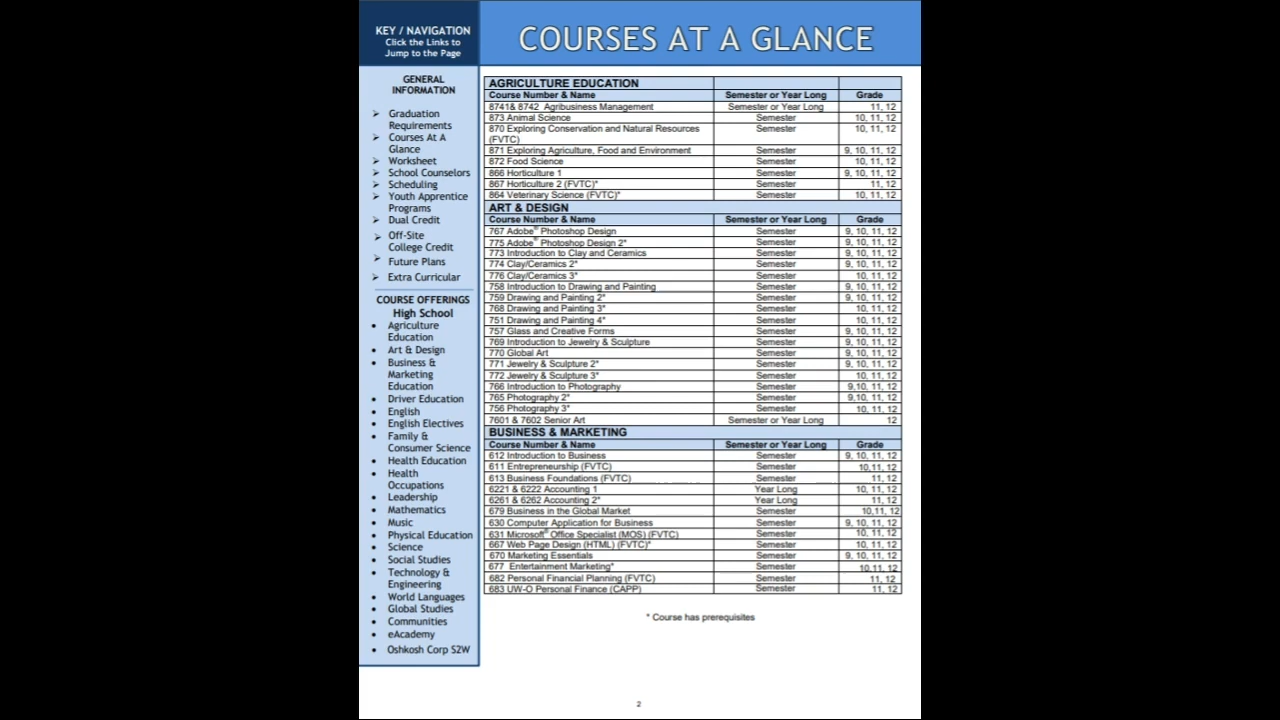 KEY / NAVIGATION
Click the Links to
Jump to the Page
COURSES AT A GLANCE
GENERAL
INFORMATION
➢ Graduation
Requirements
➢ Courses At A
Glance
➢ Worksheet
➢ School Counselors
➢ Scheduling
➢ Youth Apprentice
Programs
➢ Dual Credit
➢ Off-Site
College Credit
➢ Future Plans
➢ Extra Curricular
COURSE OFFERINGS
High School
• Agriculture
Education
• Art & Design
• Business &
Marketing
Education
• Driver Education
• English
• English Electives
• Family &
Consumer Science
• Health Education
• Health
Occupations
• Leadership
• Mathematics
• Music
• Physical Education
• Science
• Social Studies
• Technology &
Engineering
• World Languages
• Global Studies
• Communities
• eAcademy
• Oshkosh Corp S2W
AGRICULTURE EDUCATION
Course Number & Name Semester or Year Long Grade
8741& 8742 Agribusiness Management Semester or Year Long 11, 12
873 Animal Science Semester 10, 11, 12
870 Exploring Conservation and Natural Resources Semester 10, 11, 12
(FVTC)
871 Exploring Agriculture, Food and Environment Semester 9, 10, 11, 12
872 Food Science Semester 10, 11, 12
866 Horticulture 1 Semester 9, 10, 11, 12
867 Horticulture 2 (FVTC)* Semester 11, 12
864 Veterinary Science (FVTC)* Semester 10, 11, 12
ART & DESIGN
Course Number & Name Semester or Year Long Grade
767 Adobe® Photoshop Design Semester 9, 10, 11, 12
775 Adobe® Photoshop Design 2* Semester 9, 10, 11, 12
773 Introduction to Clay and Ceramics Semester 9, 10, 11, 12
774 Clay/Ceramics 2* Semester 9, 10, 11, 12
776 Clay/Ceramics 3* Semester 10, 11, 12
758 Introduction to Drawing and Painting Semester 9, 10, 11, 12
759 Drawing and Painting 2* Semester 9, 10, 11, 12
768 Drawing and Painting 3* Semester 10, 11, 12
751 Drawing and Painting 4* Semester 10, 11, 12
757 Glass and Creative Forms Semester 9, 10, 11, 12
769 Introduction to Jewelry & Sculpture Semester 9, 10, 11, 12
770 Global Art Semester 9, 10, 11, 12
771 Jewelry & Sculpture 2* Semester 9, 10, 11, 12
772 Jewelry & Sculpture 3* Semester 10, 11, 12
766 Introduction to Photography Semester 9,10, 11, 12
765 Photography 2* Semester 9,10, 11, 12
756 Photography 3* Semester 10, 11, 12
7601 & 7602 Senior Art Semester or Year Long 12
BUSINESS & MARKETING
Course Number & Name Semester or Year Long Grade
612 Introduction to Business Semester 9, 10, 11, 12
611 Entrepreneurship (FVTC) Semester 10,11, 12
613 Business Foundations (FVTC) Semester 11, 12
6221 & 6222 Accounting 1 Year Long 10, 11, 12
6261 & 6262 Accounting 2* Year Long 11, 12
679 Business in the Global Market Semester 10,11, 12
630 Computer Application for Business Semester 9, 10, 11, 12
631 Microsoft® Office Specialist (MOS) (FVTC) Semester 10, 11, 12
667 Web Page Design (HTML) (FVTC)* Semester 10, 11, 12
670 Marketing Essentials Semester 9, 10, 11, 12
677 Entertainment Marketing* Semester 10,11, 12
682 Personal Financial Planning (FVTC) Semester 11, 12
683 UW-O Personal Finance (CAPP) Semester 11, 12
* Course has prerequisites
2